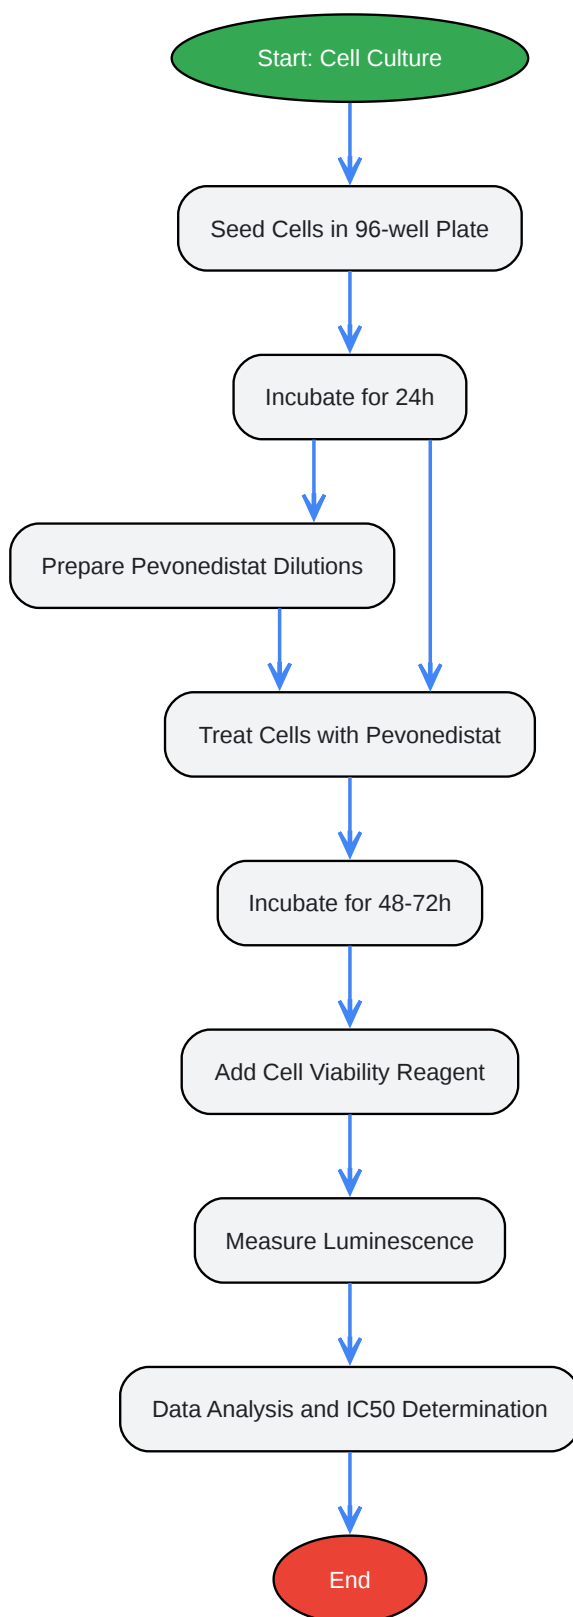 Start: Cell Culture
Seed Cells in 96-well Plate
Incubate for 24h
Prepare Pevonedistat Dilutions
Treat Cells with Pevonedistat
Incubate for 48-72h
Add Cell Viability Reagent
Measure Luminescence
Data Analysis and IC50 Determination
End